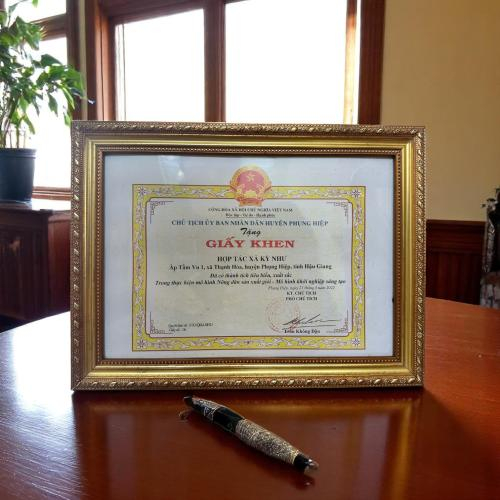 CỘNG HÒA XÃ HỘI CHỦ NGHĨA VIỆT NAM
Độc lập - Tự do - Hạnh phúc
CHỦ TỊCH ỦY BAN NHÂN DÂN HUYỆN PHỤNG HIỆP
Tặng
GIẤY KHEN
HỢP TÁC XÃ KỲ NHƯ
Ấp Tầm Vu 1, xã Thạnh Hòa, huyện Phụng Hiệp, tỉnh Hậu Giang
Đã có thành tích tiêu biểu, xuất sắc
Trong thực hiện mô hình Nông dân sản xuất giỏi - Mô hình khởi nghiệp sáng tạo
KT. CHỦ TỊCH
PHÓ CHỦ TỊCH